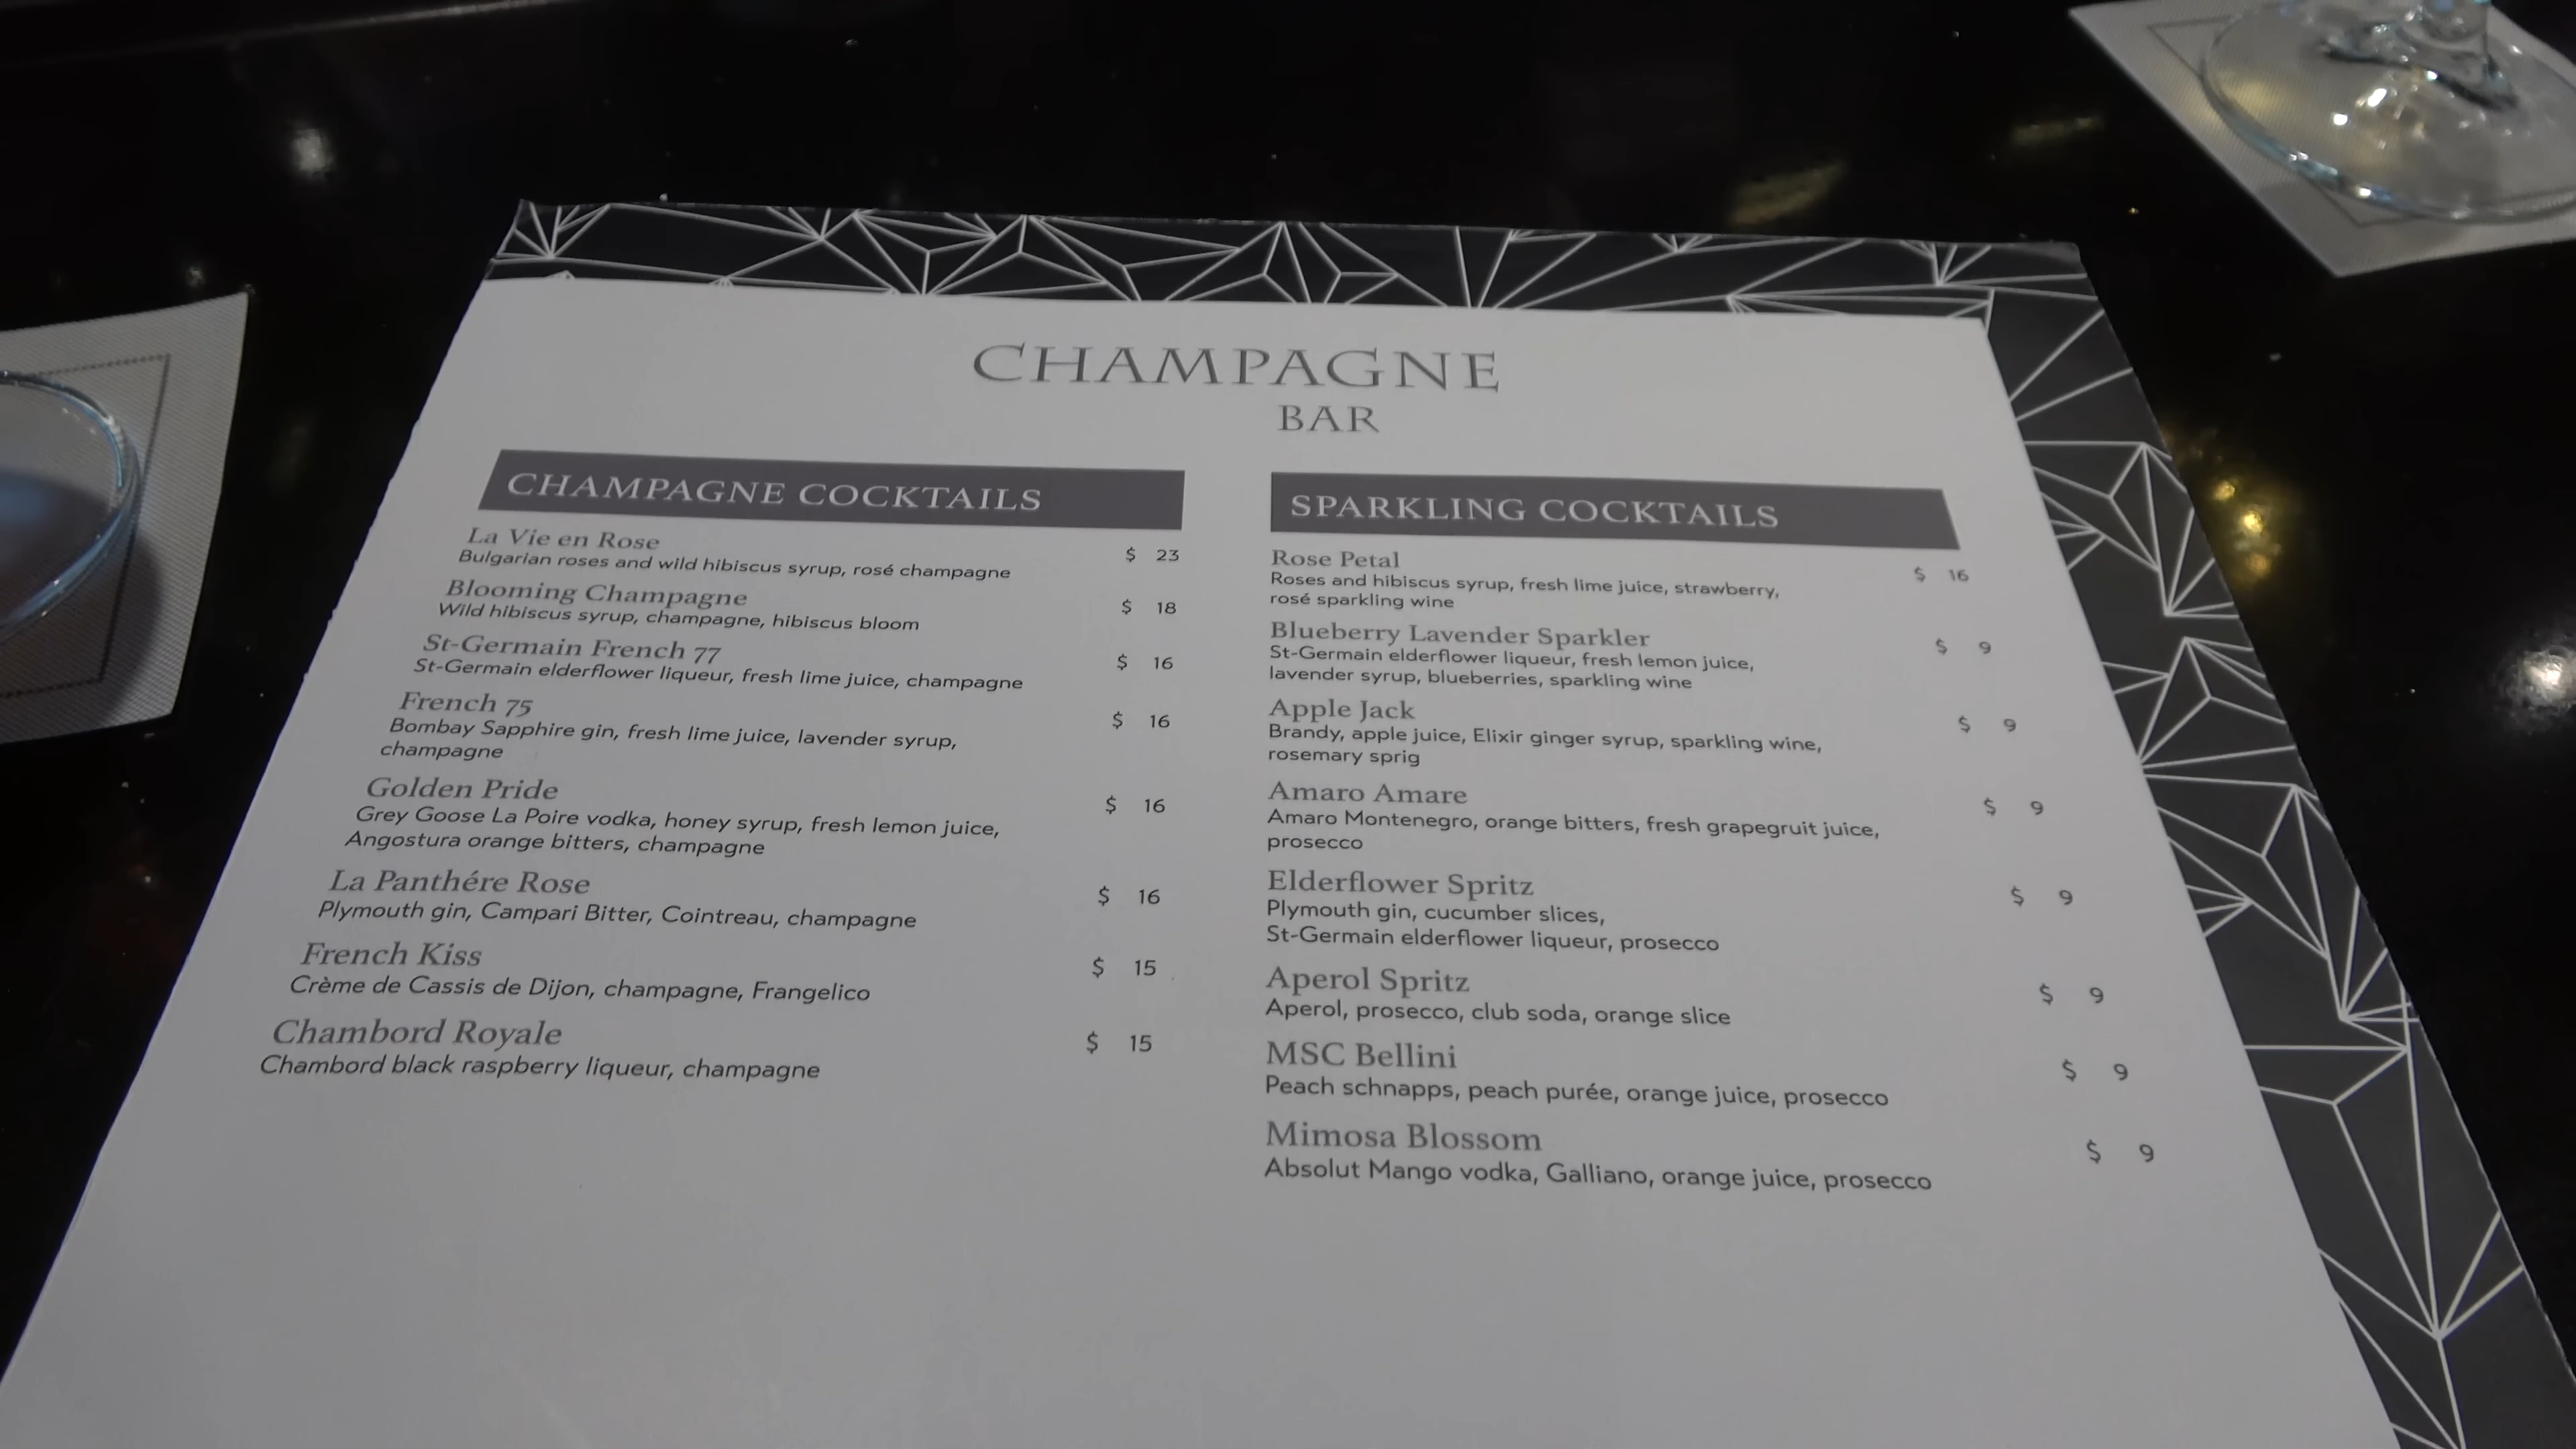 CHAMPAGNE
BAR
CHAMPAGNE COCKTAILS
La Vie en Rose $ 23
Bulgarian roses and wild hibiscus syrup, rosé champagne
Blooming Champagne $ 18
Wild hibiscus syrup, champagne, hibiscus bloom
St-Germain French 77 $ 16
St-Germain elderflower liqueur, fresh lime juice, champagne
French 75 $ 16
Bombay Sapphire gin, fresh lime juice, lavender syrup,
champagne
Golden Pride $ 16
Grey Goose La Poire vodka, honey syrup, fresh lemon juice,
Angostura orange bitters, champagne
La Panthére Rose $ 16
Plymouth gin, Campari Bitter, Cointreau, champagne
French Kiss $ 15
Crème de Cassis de Dijon, champagne, Frangelico
Chambord Royale $ 15
Chambord black raspberry liqueur, champagne
SPARKLING COCKTAILS
Rose Petal $ 16
Roses and hibiscus syrup, fresh lime juice, strawberry,
rosé sparkling wine
Blueberry Lavender Sparkler $ 9
St-Germain elderflower liqueur, fresh lemon juice,
lavender syrup, blueberries, sparkling wine
Apple Jack $ 9
Brandy, apple juice, Elixir ginger syrup, sparkling wine,
rosemary sprig
Amaro Amare $ 9
Amaro Montenegro, orange bitters, fresh grapegruit juice,
prosecco
Elderflower Spritz $ 9
Plymouth gin, cucumber slices,
St-Germain elderflower liqueur, prosecco
Aperol Spritz $ 9
Aperol, prosecco, club soda, orange slice
MSC Bellini $ 9
Peach schnapps, peach purée, orange juice, prosecco
Mimosa Blossom $ 9
Absolut Mango vodka, Galliano, orange juice, prosecco